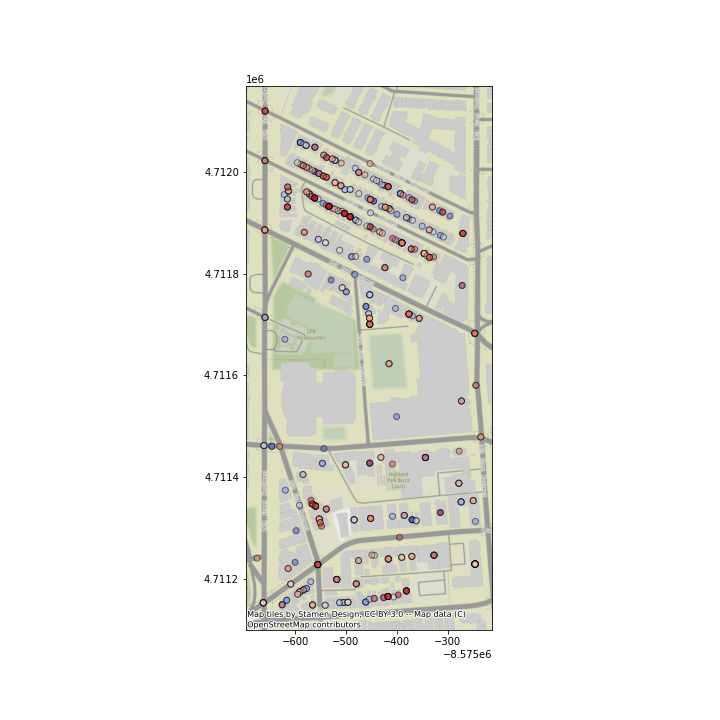 1e6
4.7120
4.7118
DPR
Headquarters
4.7116
Highland
Park Bocce
Courts
4.7114
4.7112
Map tiles by Stamen Design, CC BY 3.0 -- Map data (C)
OpenStreetMap contributors
−600 −500 −400 −300
−8.575e6